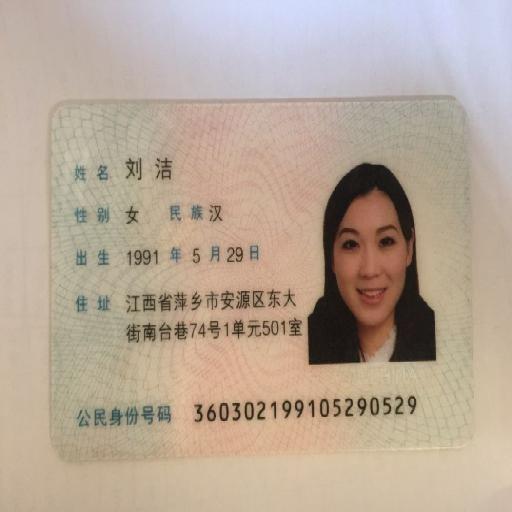 姓名 刘洁
性别 女 民族 汉
出生 1991 年 5 月 29 日
住址 江西省萍乡市安源区东大
街南台巷74号1单元501室
公民身份号码 360302199105290529